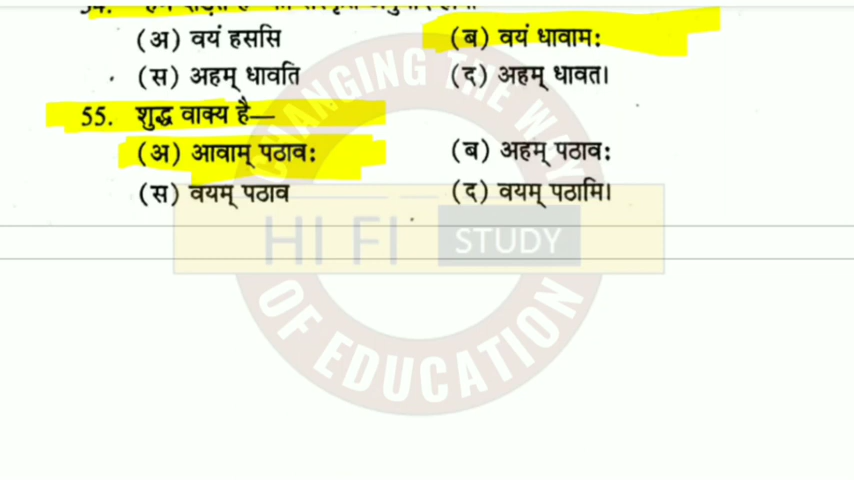 54.
(अ) वयं हससि (ब) वयं धावाम:
(स) अहम् धावति (द) अहम् धावत।
55. शुद्ध वाक्य है—
(अ) आवाम् पठाव: (ब) अहम् पठाव:
(स) वयम् पठाव (द) वयम् पठामि।
CHANGING THE WAY
HI FI STUDY
OF EDUCATION